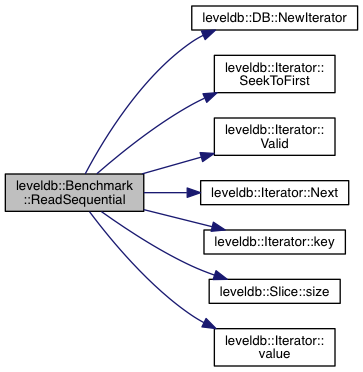 leveldb::DB::NewIterator
leveldb::Iterator::
SeekToFirst
leveldb::Iterator::
Valid
leveldb::Benchmark
::ReadSequential
leveldb::Iterator::Next
leveldb::Iterator::key
leveldb::Slice::size
leveldb::Iterator::
value